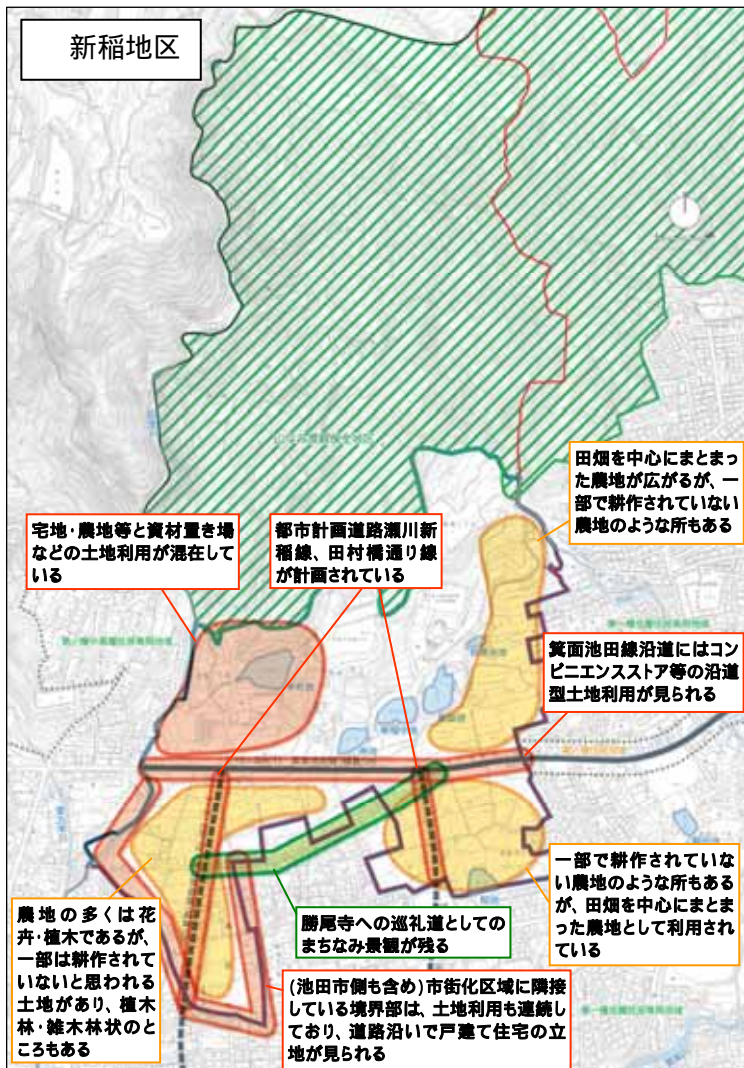 新稲地区
田畑を中心にまとまっ
た農地が広がるが、一
部で耕作されていない
農地のような所もある
宅地・農地等と資材置き場
などの土地利用が混在して
いる
都市計画道路瀬川新
稲線、田村橋通り線
が計画されている
箕面池田線沿道にはコン
ビニエンスストア等の沿道
型土地利用が見られる
一部で耕作されていな
い農地のような所もある
が、田畑を中心にまとま
った農地として利用され
ている
農地の多くは花
卉・植木であるが、
一部は耕作され
ていないと思われる
土地があり、植木
林・雑木林状のと
ころもある
勝尾寺への巡礼道としての
まちなみ景観が残る
(池田市側も含め)市街化区域に隣接
している境界部は、土地利用も連続し
ており、道路沿いで戸建て住宅の立
地が見られる